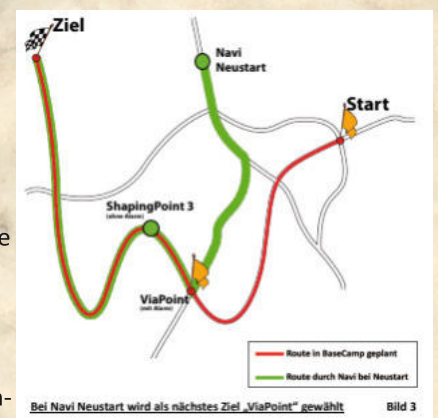 Ziel
Navi
Neustart
Start
ShapingPoint 3
(ohne Alarm)
e
ViaPoint
(mit Alarm)
Route in BaseCamp geplant
Route durch Navi bei Neustart
n-
Bei Navi Neustart wird als nächstes Ziel „ViaPoint“ gewählt Bild 3